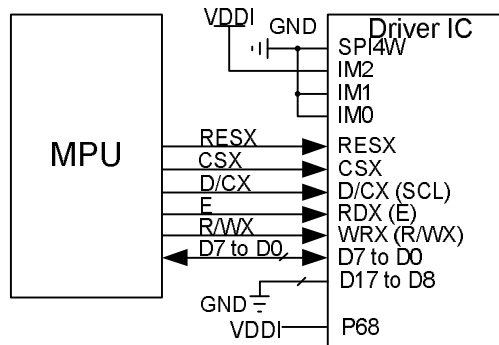 VDDI
GND
Driver IC
SPI4W
IM2
IM1
IM0
MPU
RESX
RESX
CSX
CSX
D/CX
D/CX (SCL)
E
RDX (E)
R/WX
WRX (R/WX)
D7 to D0
D7 to D0
D17 to D8
GND
VDDI
P68